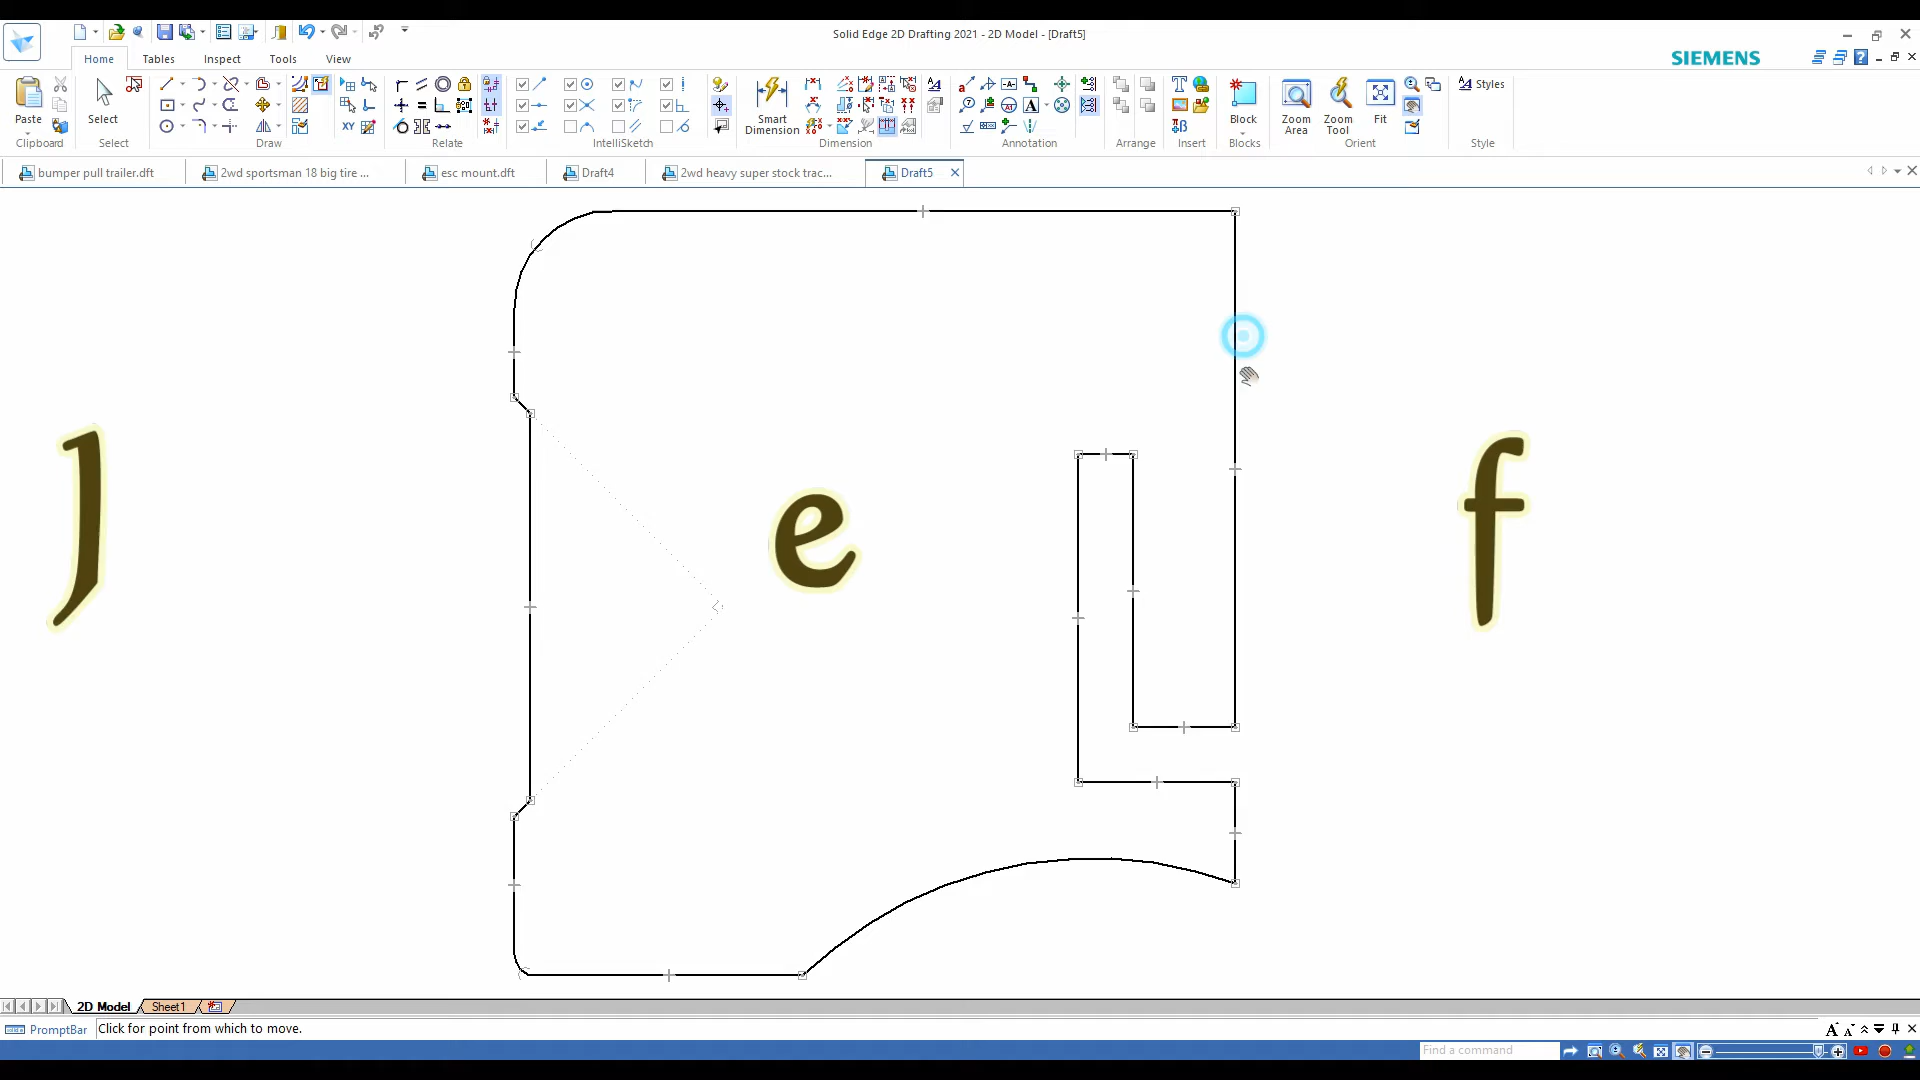 Solid Edge 2D Drafting 2021 - 2D Model - [Draft5]
Home Tables Inspect Sketch Tools View
SIEMENS
Paste
Select
Smart Dimension
Block
Zoom Area
Zoom Tool
Fit
Styles
Clipboard Select Draw Relate IntelliSketch Dimension Annotation Arrange Insert Blocks Orient Style
bumper pull trailer.dft
2wd sportsman 18 big tire ...
esc mount.dft
Draft4
2wd heavy super stock trac...
Draft5
J e f
2D Model
Sheet1
PromptBar Click for point from which to move.
Find a command